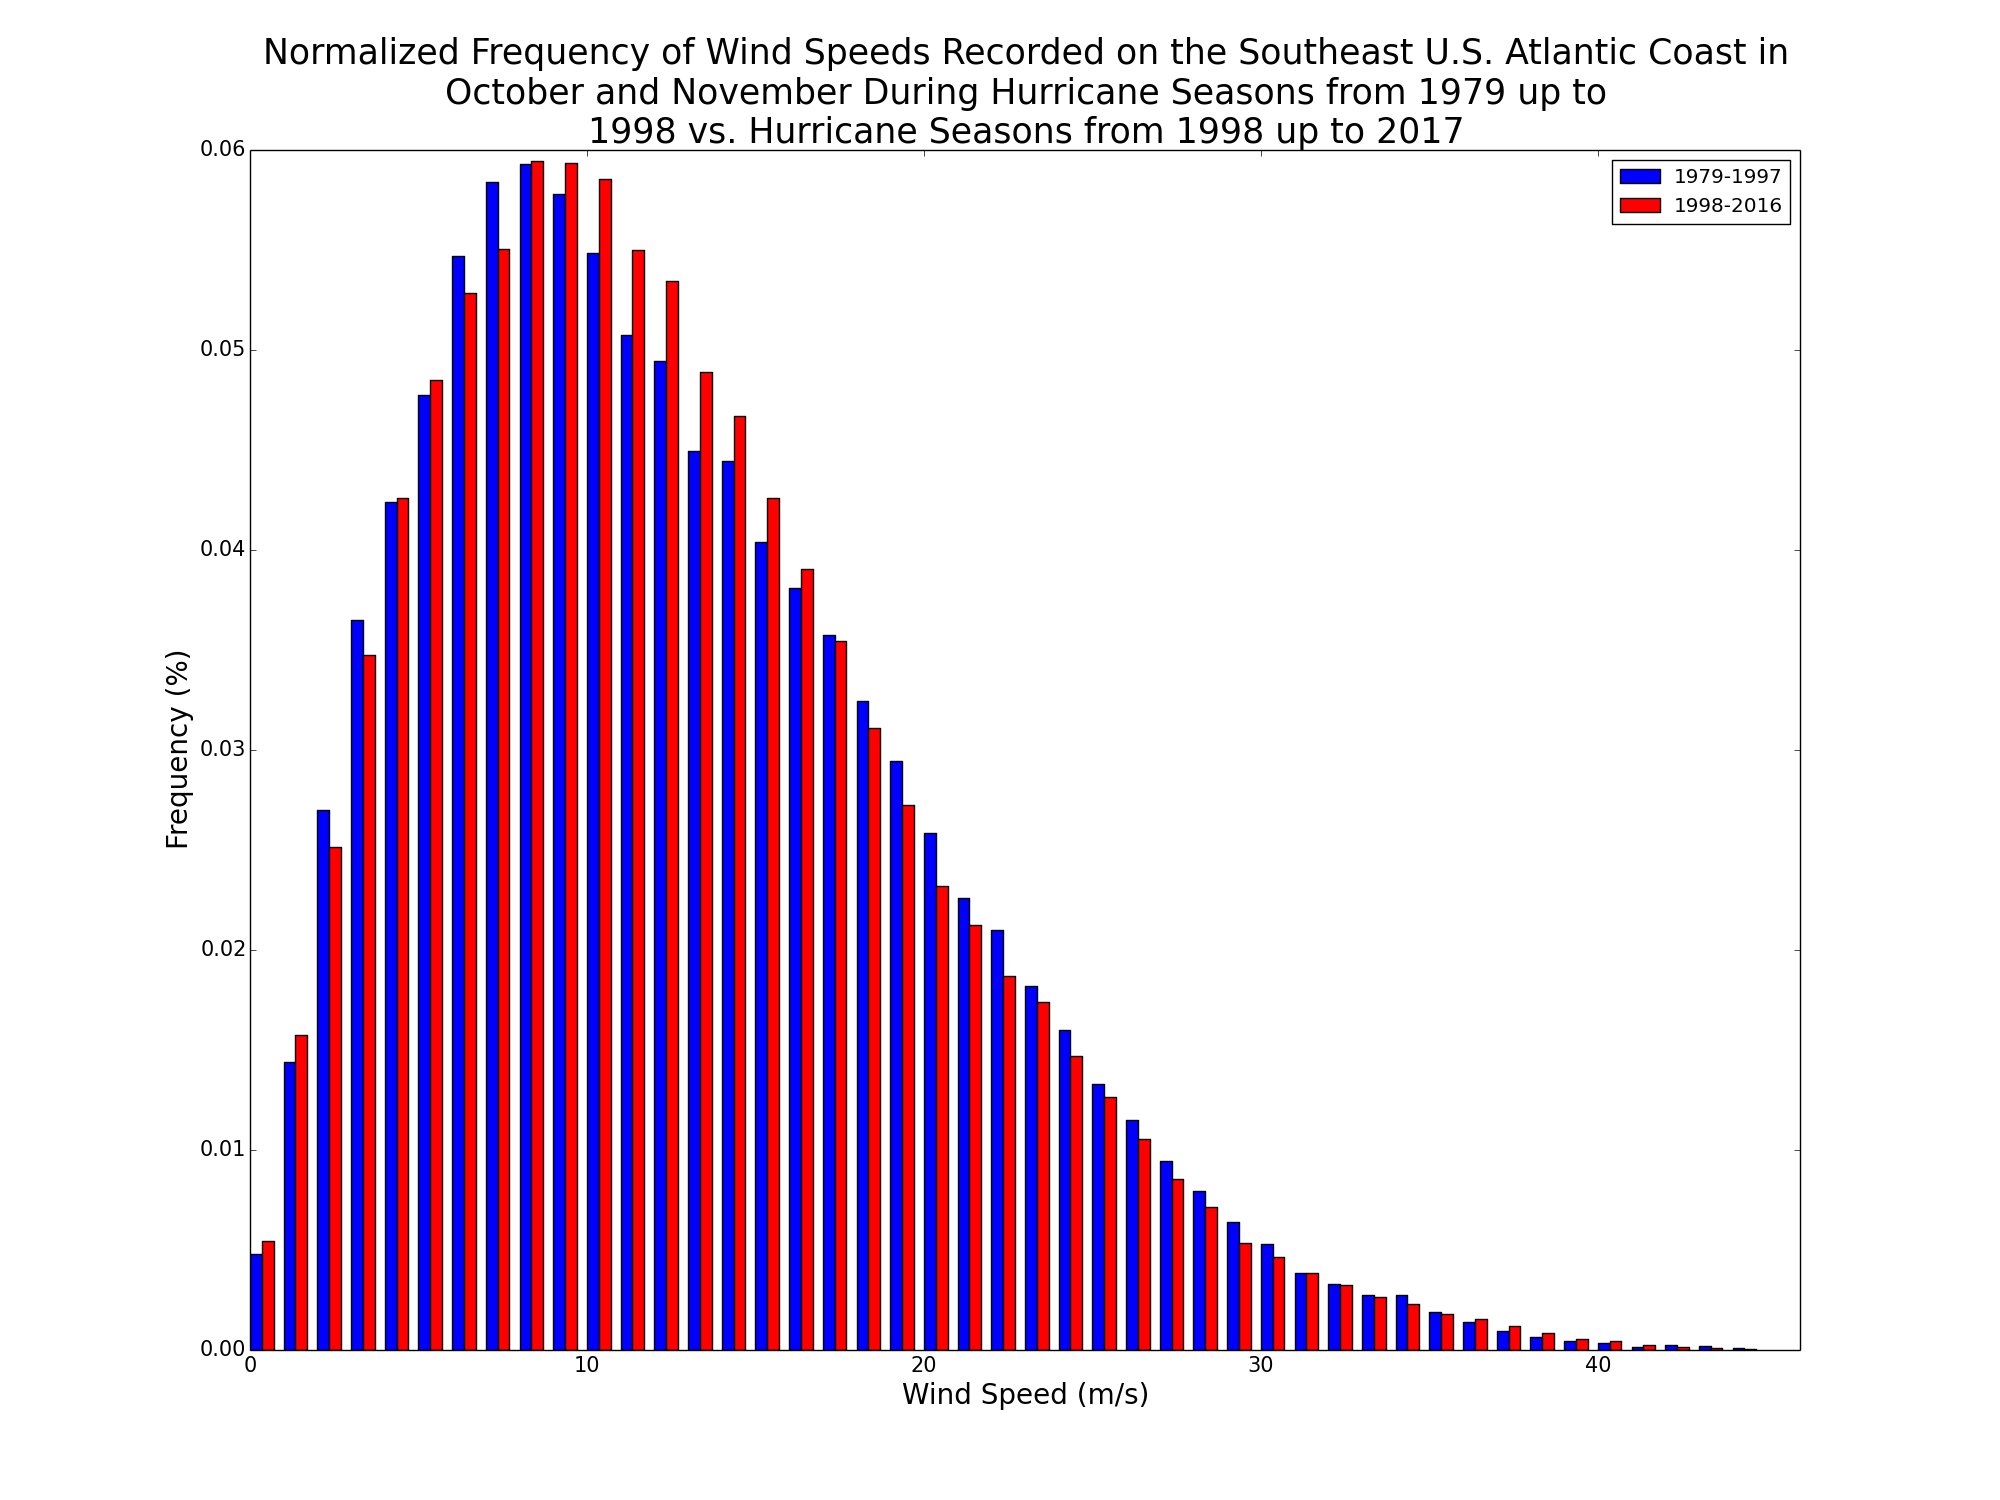 Normalized Frequency of Wind Speeds Recorded on the Southeast U.S. Atlantic Coast in
October and November During Hurricane Seasons from 1979 up to
1998 vs. Hurricane Seasons from 1998 up to 2017
1979-1997
1998-2016
0.06
0.05
0.04
0.03
0.02
0.01
0.00
Frequency (%)
0
10
20
30
40
Wind Speed (m/s)